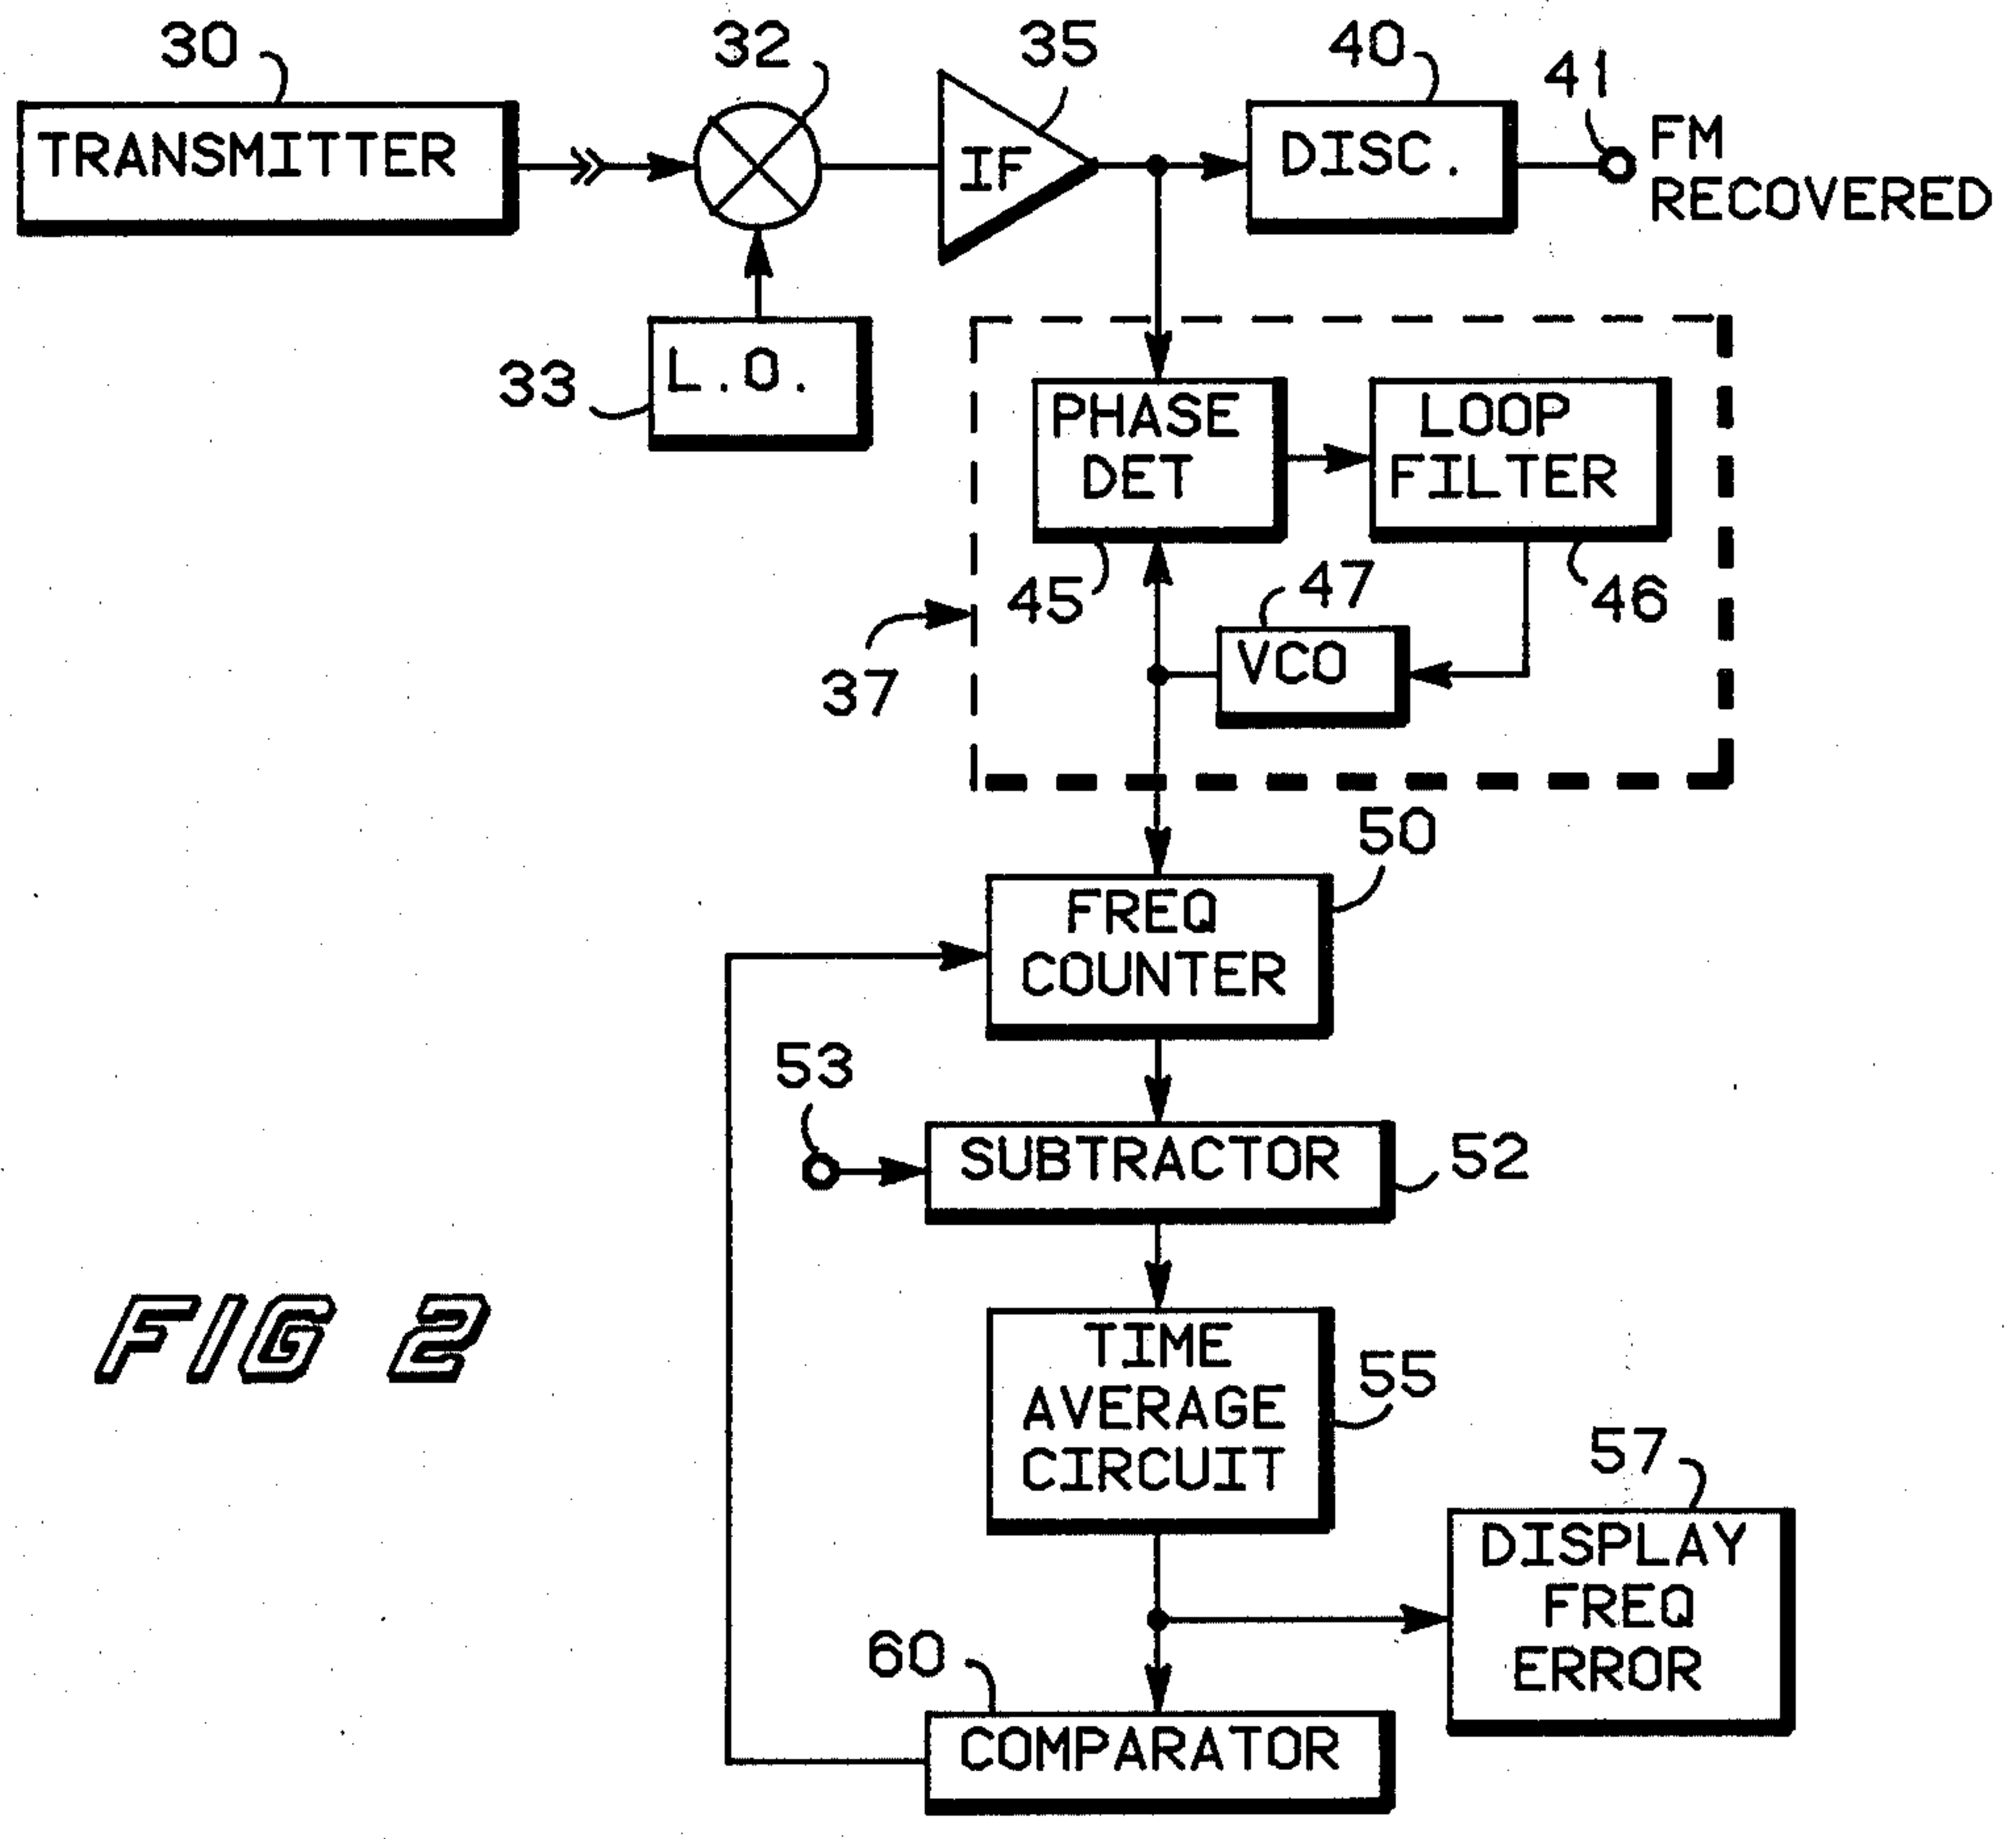 30
32
35
40
41
TRANSMITTER
IF
DISC.
FM
RECOVERED
33
L.O.
PHASE
DET
LOOP
FILTER
45
47
46
VCO
37
50
FREQ
COUNTER
53
SUBTRACTOR
52
TIME
AVERAGE
CIRCUIT
55
57
DISPLAY
FREQ
ERROR
60
COMPARATOR
FIG 2